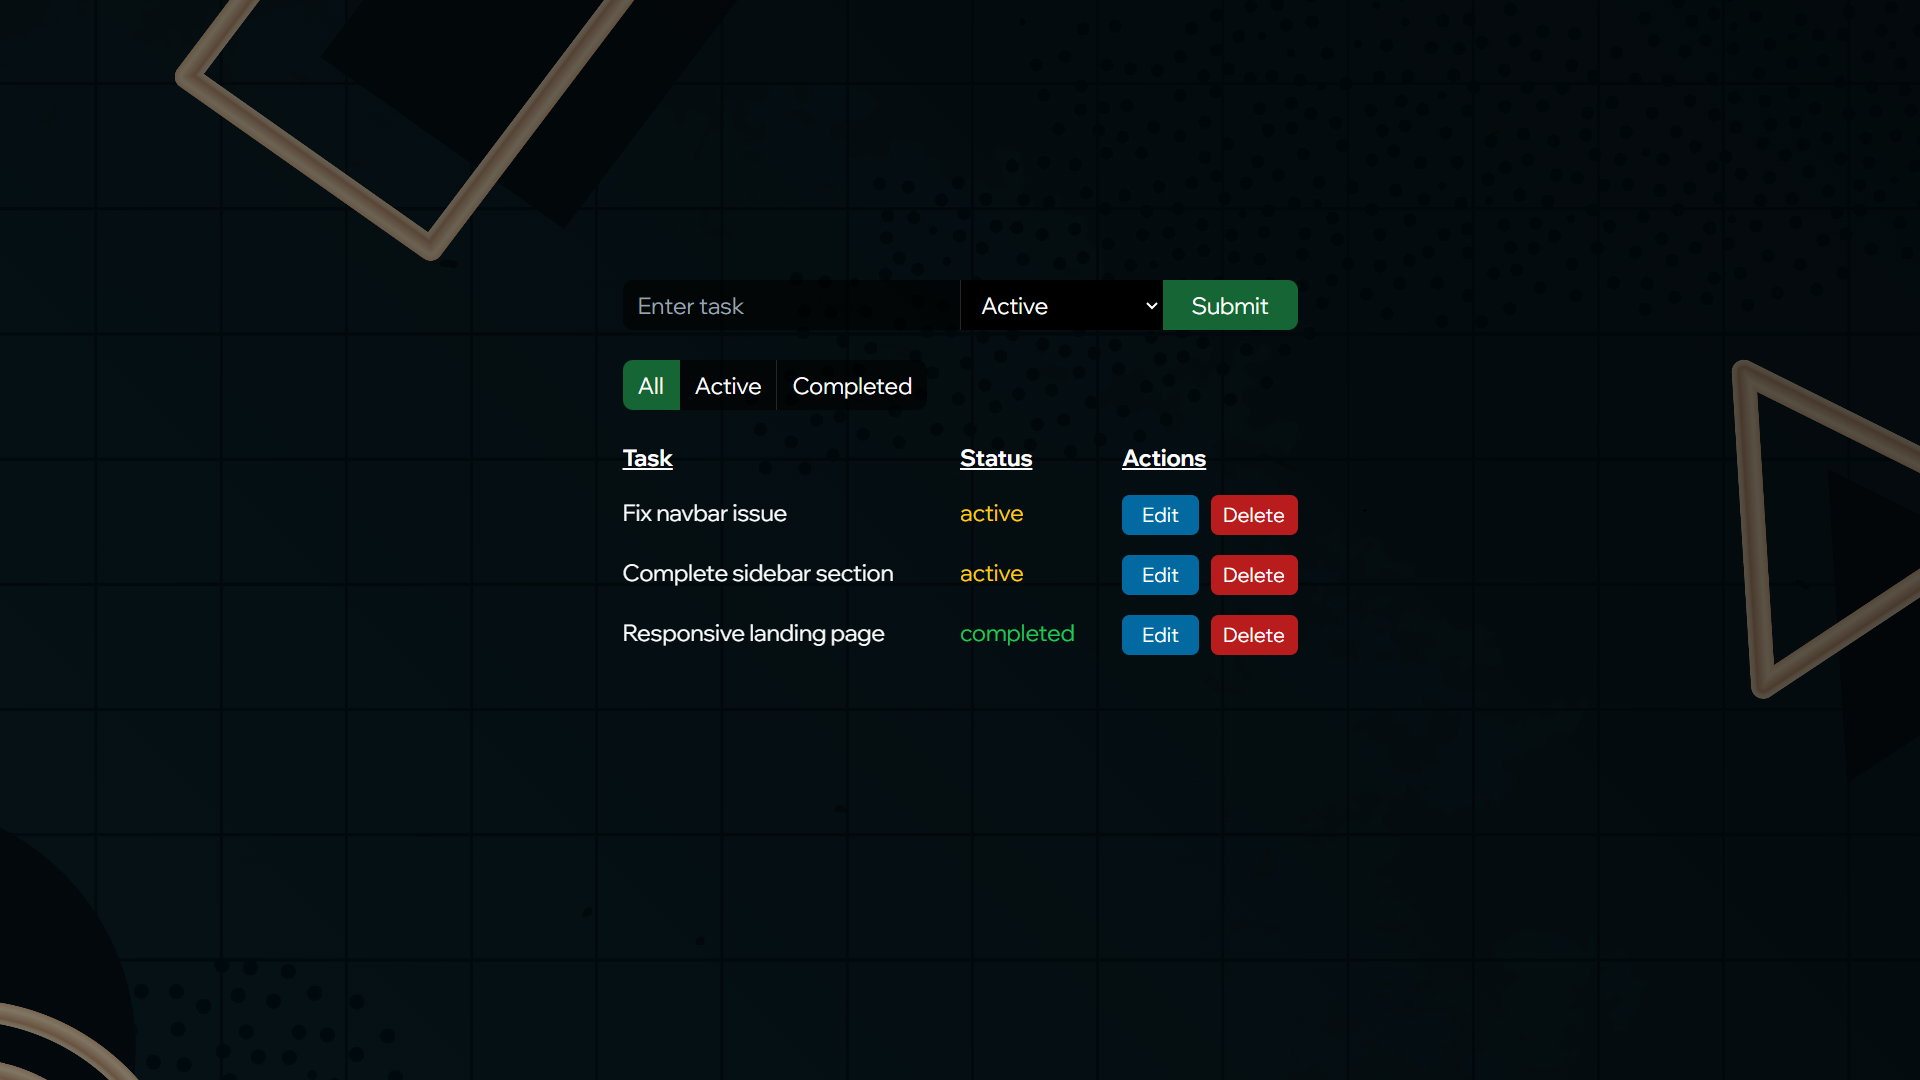 Enter task Active Submit
All Active Completed
Task Status Actions
Fix navbar issue active Edit Delete
Complete sidebar section active Edit Delete
Responsive landing page completed Edit Delete